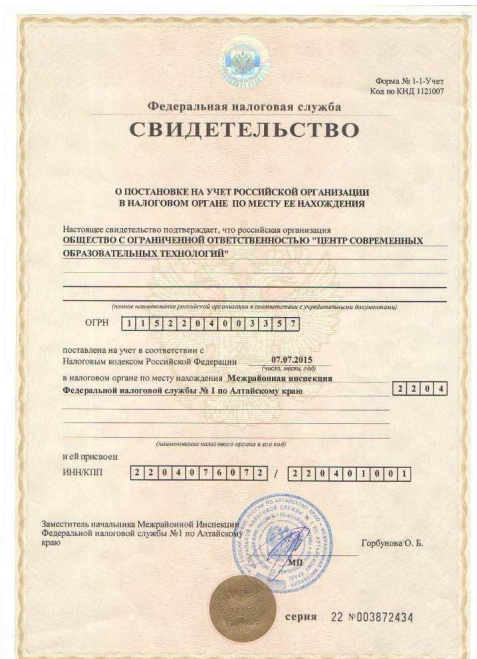 Форма № 1-1-Учет
Код по КНД 1121007
Федеральная налоговая служба
СВИДЕТЕЛЬСТВО
О ПОСТАНОВКЕ НА УЧЕТ РОССИЙСКОЙ ОРГАНИЗАЦИИ
В НАЛОГОВОМ ОРГАНЕ ПО МЕСТУ ЕЕ НАХОЖДЕНИЯ
Настоящее свидетельство подтверждает, что российская организация
ОБЩЕСТВО С ОГРАНИЧЕННОЙ ОТВЕТСТВЕННОСТЬЮ "ЦЕНТР СОВРЕМЕННЫХ
ОБРАЗОВАТЕЛЬНЫХ ТЕХНОЛОГИЙ"
(полное наименование российской организации в соответствии с учредительными документами)
ОГРН 1 1 5 2 2 0 4 0 0 3 3 5 7
поставлена на учет в соответствии с
Налоговым кодексом Российской Федерации 07.07.2015
(число, месяц, год)
в налоговом органе по месту нахождения Межрайонная инспекция
Федеральной налоговой службы № 1 по Алтайскому краю 2 2 0 4
(наименование налогового органа и его код)
и ей присвоен
ИНН/КПП 2 2 0 4 0 7 6 0 7 2 / 2 2 0 4 0 1 0 0 1
Заместитель начальника Межрайонной Инспекции
Федеральной налоговой службы №1 по Алтайскому
краю
Горбунова О. Б.
МП
серия 22 №003872434